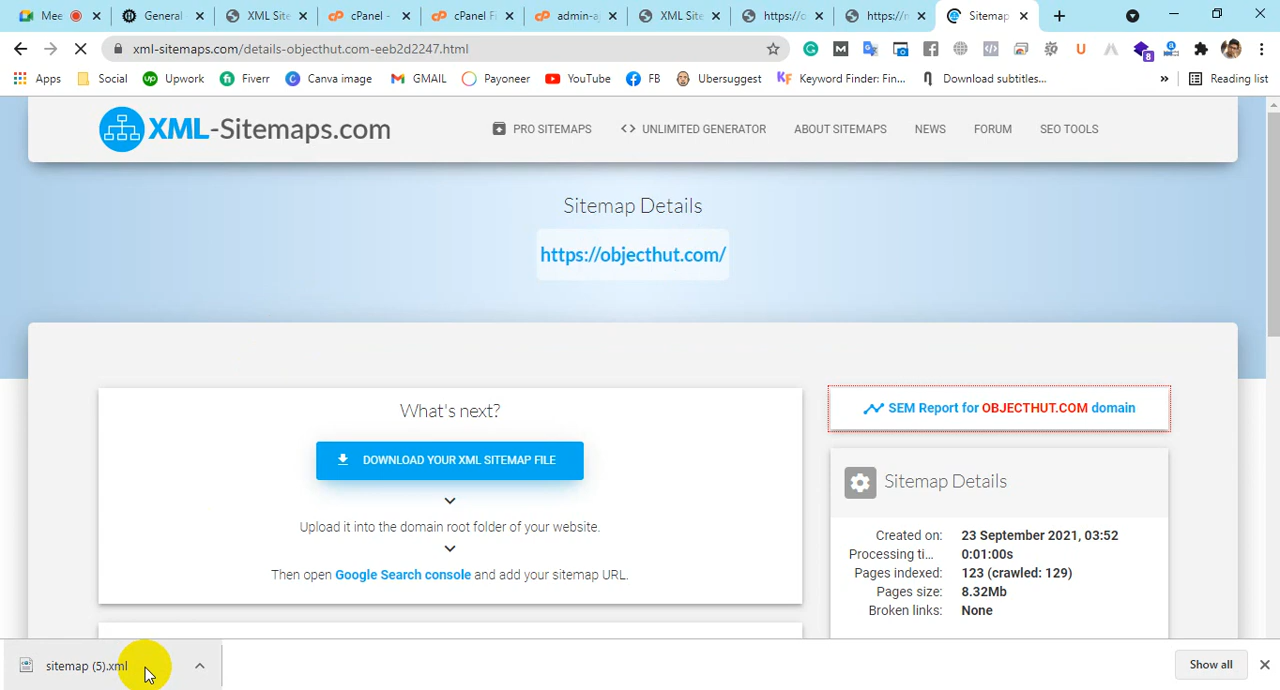 Mee
General
XML Site
cPanel -
cPanel Fi
admin-aj
XML Site
https://o
https://n
Sitemap
xml-sitemaps.com/details-objecthut.com-eeb2d2247.html
Apps
Social
Upwork
Fiverr
Canva image
GMAIL
Payoneer
YouTube
FB
Ubersuggest
Keyword Finder: Fin...
Download subtitles...
»
Reading list
XML-Sitemaps.com
PRO SITEMAPS
UNLIMITED GENERATOR
ABOUT SITEMAPS
NEWS
FORUM
SEO TOOLS
Sitemap Details
https://objecthut.com/
What's next?
DOWNLOAD YOUR XML SITEMAP FILE
Upload it into the domain root folder of your website.
Then open Google Search console and add your sitemap URL.
SEM Report for OBJECTHUT.COM domain
Sitemap Details
Created on: 23 September 2021, 03:52
Processing ti... 0:01:00s
Pages indexed: 123 (crawled: 129)
Pages size: 8.32Mb
Broken links: None
sitemap (5).xml
Show all